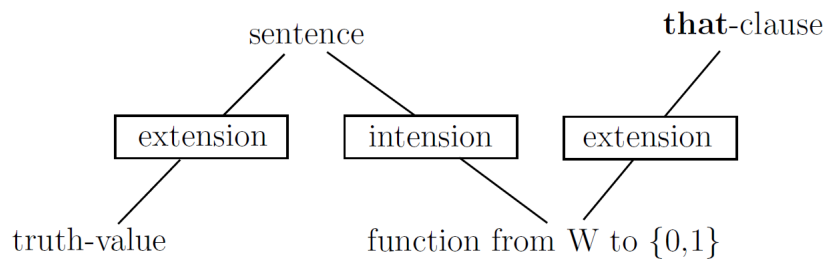 that-clause
sentence
extension intension extension
truth-value function from W to {0,1}